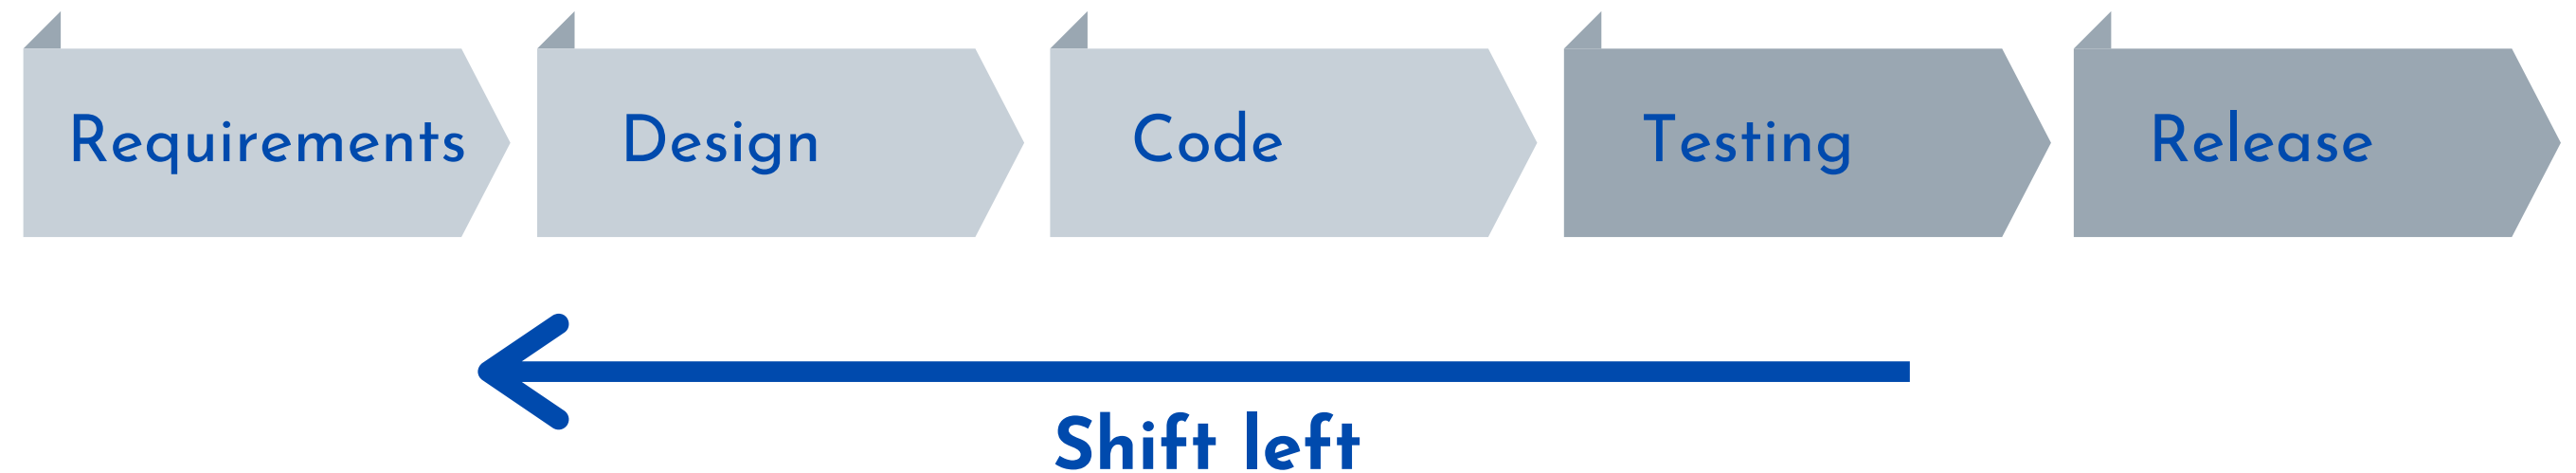 Requirements
Design
Code
Testing
Release
Shift left